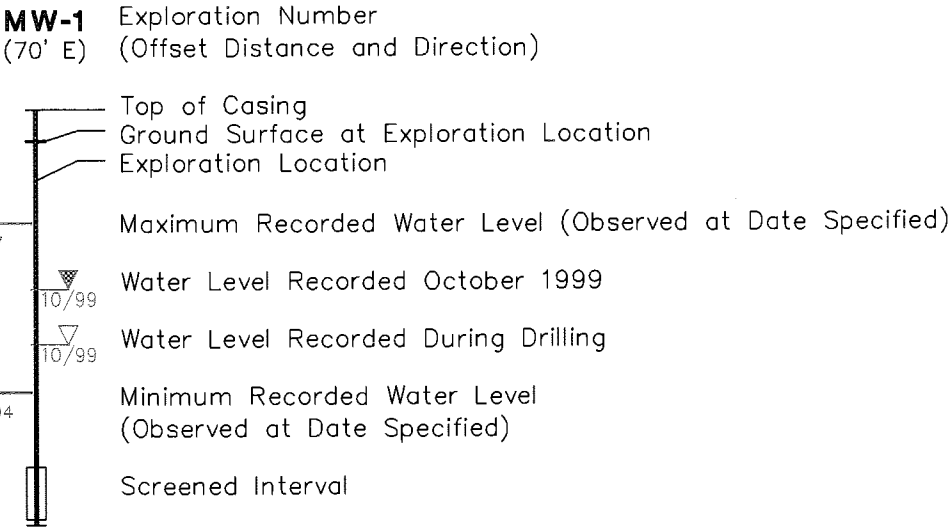 MW-1 Exploration Number
(70' E) (Offset Distance and Direction)
Top of Casing
Ground Surface at Exploration Location
Exploration Location
Maximum Recorded Water Level (Observed at Date Specified)
10/99 Water Level Recorded October 1999
10/99 Water Level Recorded During Drilling
Minimum Recorded Water Level
(Observed at Date Specified)
Screened Interval